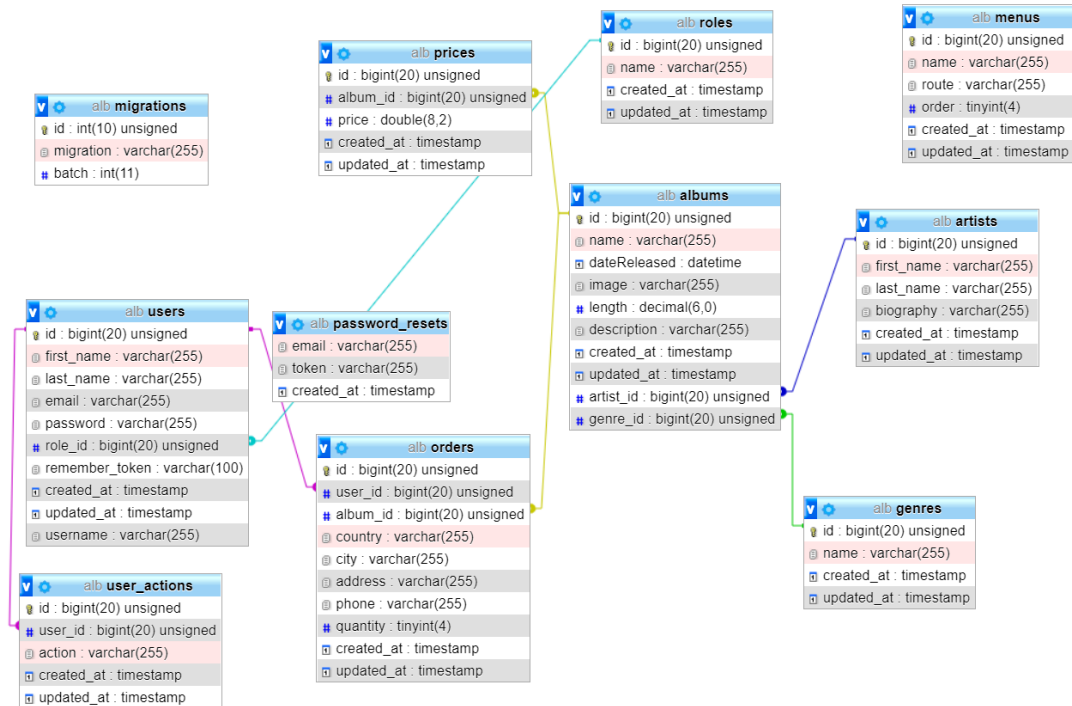 alb migrations
id : int(10) unsigned
migration : varchar(255)
batch : int(11)
alb prices
id : bigint(20) unsigned
album_id : bigint(20) unsigned
price : double(8,2)
created_at : timestamp
updated_at : timestamp
alb roles
id : bigint(20) unsigned
name : varchar(255)
created_at : timestamp
updated_at : timestamp
alb menus
id : bigint(20) unsigned
name : varchar(255)
route : varchar(255)
order : tinyint(4)
created_at : timestamp
updated_at : timestamp
alb albums
id : bigint(20) unsigned
name : varchar(255)
dateReleased : datetime
image : varchar(255)
length : decimal(6,0)
description : varchar(255)
created_at : timestamp
updated_at : timestamp
artist_id : bigint(20) unsigned
genre_id : bigint(20) unsigned
alb artists
id : bigint(20) unsigned
first_name : varchar(255)
last_name : varchar(255)
biography : varchar(255)
created_at : timestamp
updated_at : timestamp
alb users
id : bigint(20) unsigned
first_name : varchar(255)
last_name : varchar(255)
email : varchar(255)
password : varchar(255)
role_id : bigint(20) unsigned
remember_token : varchar(100)
created_at : timestamp
updated_at : timestamp
username : varchar(255)
alb password_resets
email : varchar(255)
token : varchar(255)
created_at : timestamp
alb orders
id : bigint(20) unsigned
user_id : bigint(20) unsigned
album_id : bigint(20) unsigned
country : varchar(255)
city : varchar(255)
address : varchar(255)
phone : varchar(255)
quantity : tinyint(4)
created_at : timestamp
updated_at : timestamp
alb genres
id : bigint(20) unsigned
name : varchar(255)
created_at : timestamp
updated_at : timestamp
alb user_actions
id : bigint(20) unsigned
user_id : bigint(20) unsigned
action : varchar(255)
created_at : timestamp
updated_at : timestamp